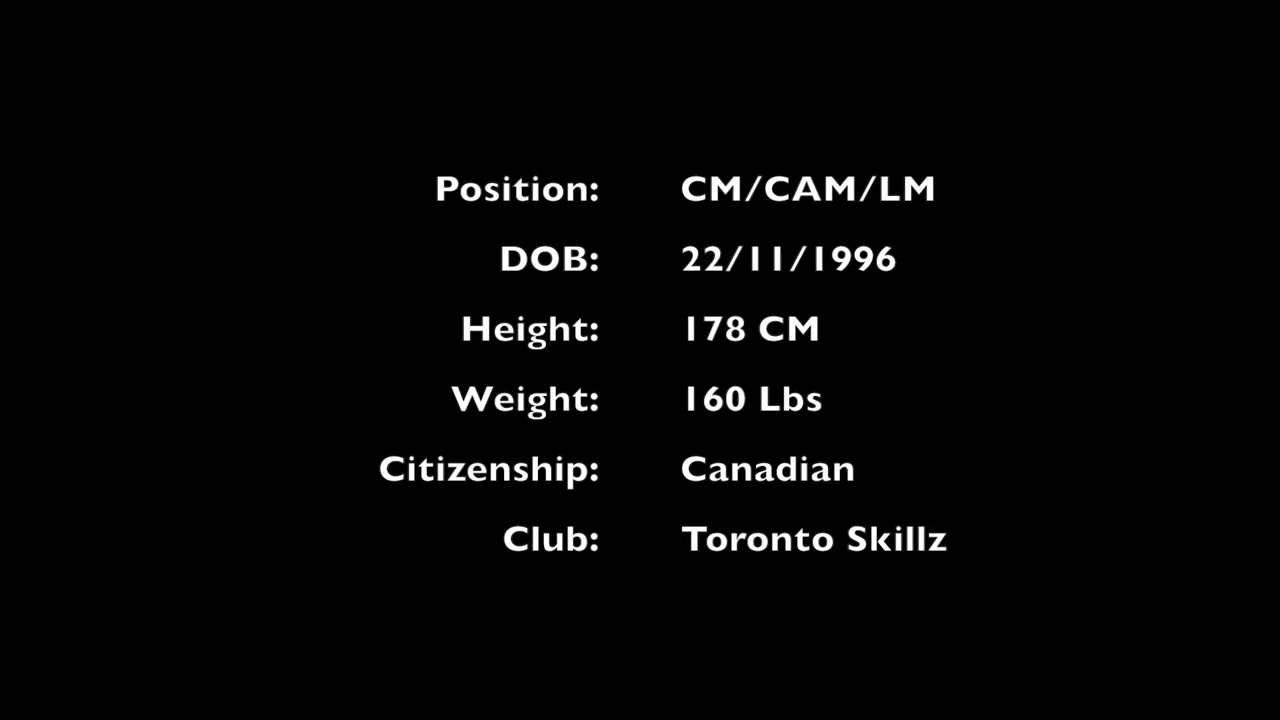 Position: CM/CAM/LM
DOB: 22/11/1996
Height: 178 CM
Weight: 160 Lbs
Citizenship: Canadian
Club: Toronto Skillz